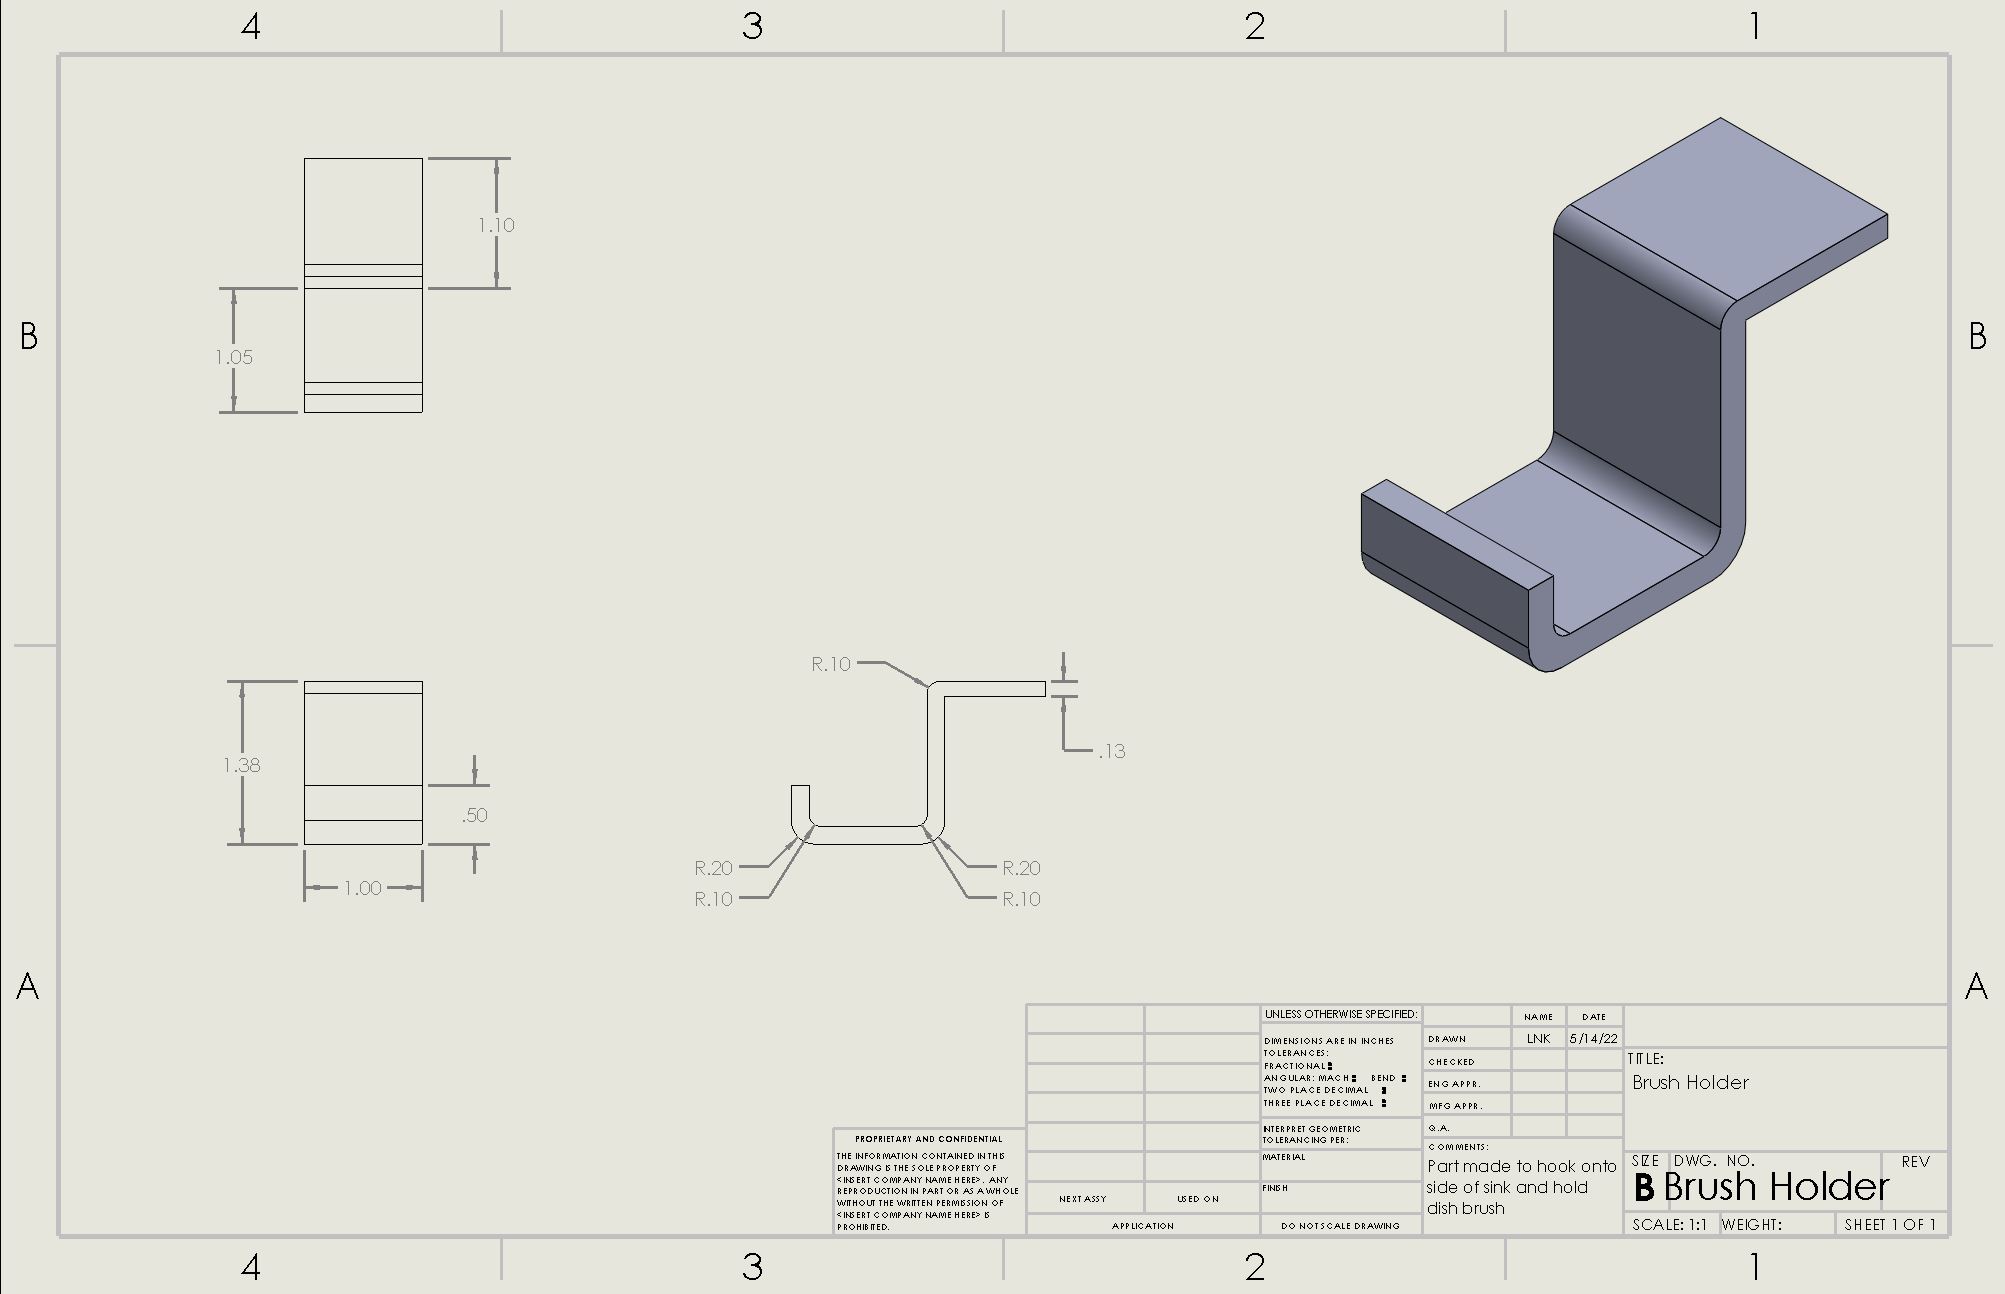 4 3 2 1
B B
A A
1.10
1.05
1.38
.50
1.00
R.10
.13
R.20 R.20
R.10 R.10
UNLESS OTHERWISE SPECIFIED:
DIMENSIONS ARE IN INCHES
TOLERANCES:
FRACTIONAL
ANGULAR: MACH BEND
TWO PLACE DECIMAL
THREE PLACE DECIMAL
INTERPRET GEOMETRIC
TOLERANCING PER:
MATERIAL
FINISH
DO NOT SCALE DRAWING
NAME DATE
DRAWN LNK 5/14/22
CHECKED
ENG APPR.
MFG APPR.
Q.A.
COMMENTS:
Part made to hook onto
side of sink and hold
dish brush
TITLE:
Brush Holder
SIZE DWG. NO. REV
B Brush Holder
SCALE: 1:1 WEIGHT: SHEET 1 OF 1
PROPRIETARY AND CONFIDENTIAL
THE INFORMATION CONTAINED IN THIS
DRAWING IS THE SOLE PROPERTY OF
<INSERT COMPANY NAME HERE>. ANY
REPRODUCTION IN PART OR AS A WHOLE
WITHOUT THE WRITTEN PERMISSION OF
<INSERT COMPANY NAME HERE> IS
PROHIBITED.
NEXT ASSY USED ON
APPLICATION
4 3 2 1